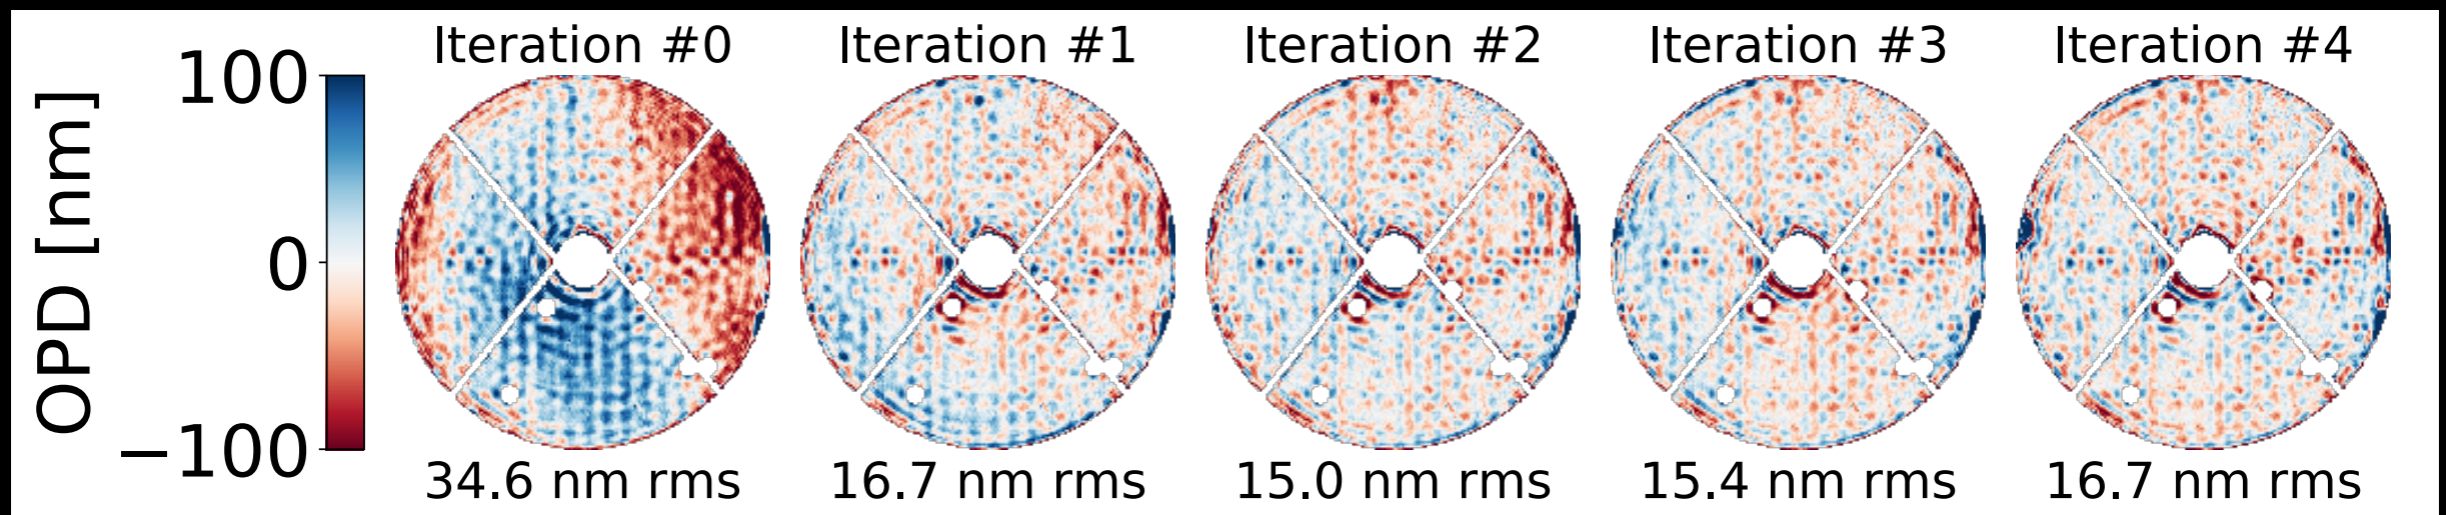 Iteration #0
Iteration #1
Iteration #2
Iteration #3
Iteration #4
OPD [nm]
100
0
−100
34.6 nm rms
16.7 nm rms
15.0 nm rms
15.4 nm rms
16.7 nm rms